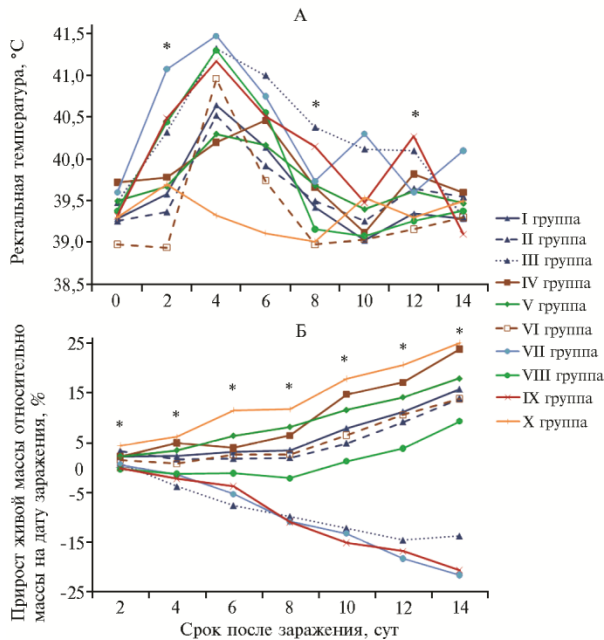 А
Ректальная температура, °C
41,5
41,0
40,5
40,0
39,5
39,0
38,5
*
*
*
0 2 4 6 8 10 12 14
I группа
II группа
III группа
IV группа
V группа
VI группа
VII группа
VIII группа
IX группа
X группа
Б
Прирост живой массы относительно
массы на дату заражения, %
25
15
5
0
-5
-15
-25
* * * * * * *
2 4 6 8 10 12 14
Срок после заражения, сут